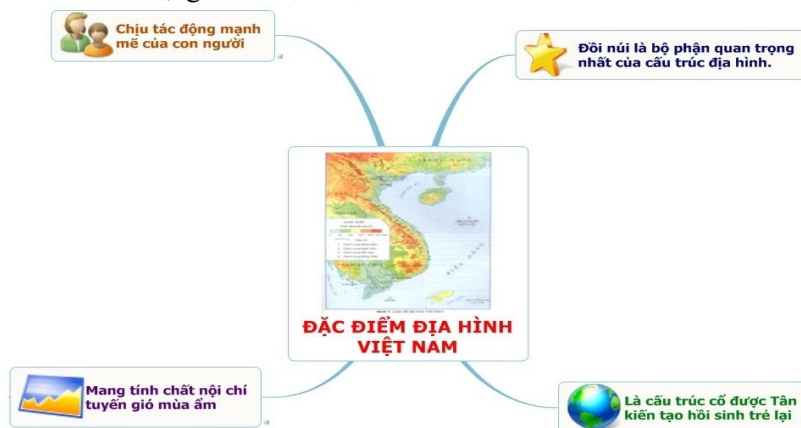 Chịu tác động mạnh
mẽ của con người
Đồi núi là bộ phận quan trọng
nhất của cấu trúc địa hình.
ĐẶC ĐIỂM ĐỊA HÌNH
VIỆT NAM
Mang tính chất nội chí
tuyến gió mùa ẩm
Là cấu trúc cổ được Tân
kiến tạo hồi sinh trẻ lại